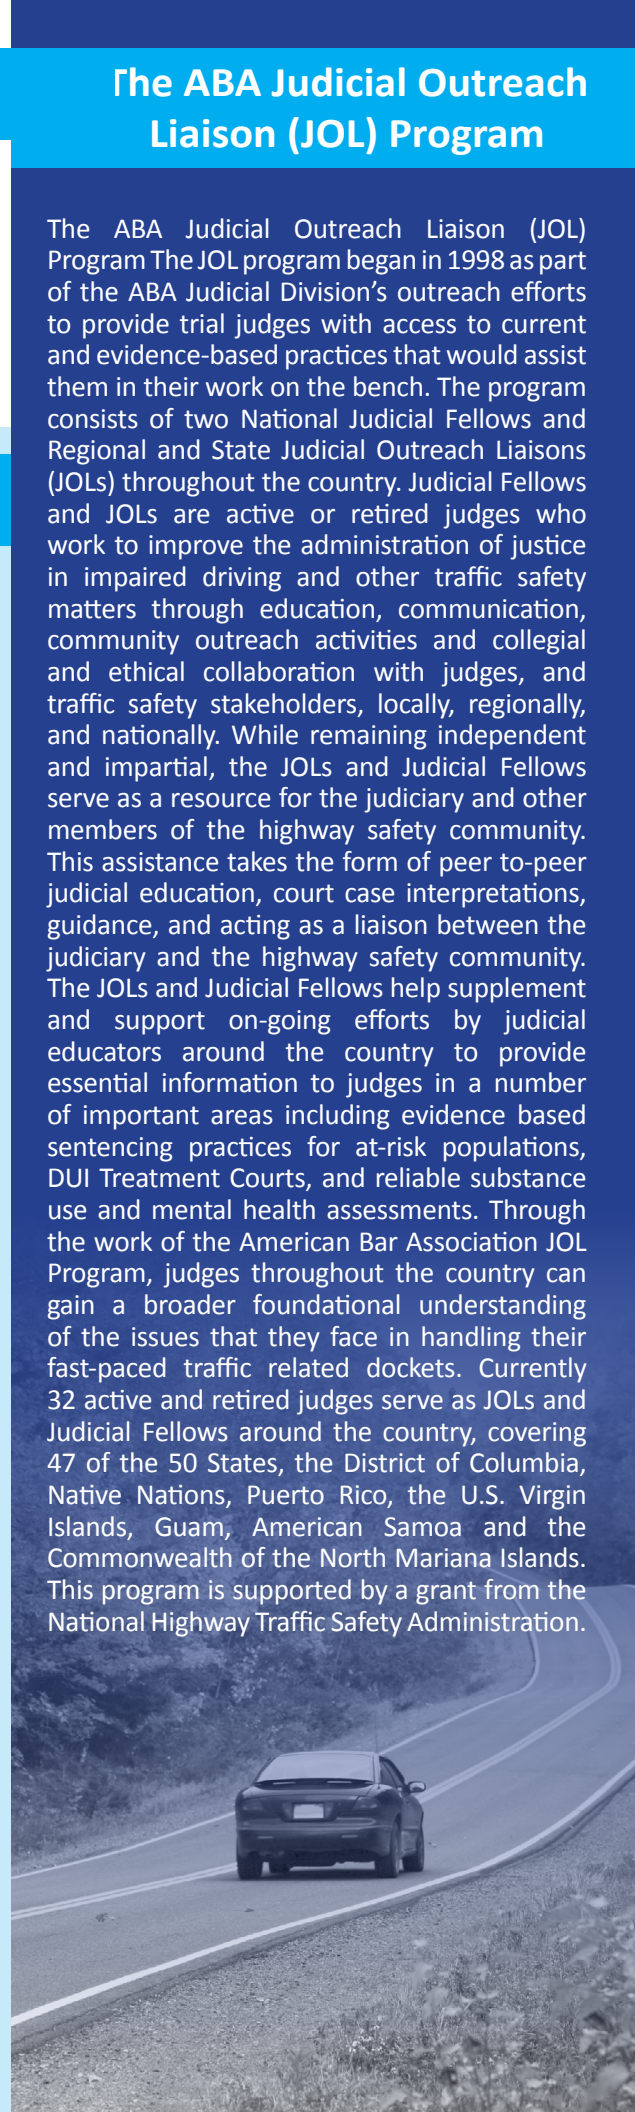 The ABA Judicial Outreach
Liaison (JOL) Program
The ABA Judicial Outreach Liaison (JOL)
Program The JOL program began in 1998 as part
of the ABA Judicial Division’s outreach efforts
to provide trial judges with access to current
and evidence-based practices that would assist
them in their work on the bench. The program
consists of two National Judicial Fellows and
Regional and State Judicial Outreach Liaisons
(JOLs) throughout the country. Judicial Fellows
and JOLs are active or retired judges who
work to improve the administration of justice
in impaired driving and other traffic safety
matters through education, communication,
community outreach activities and collegial
and ethical collaboration with judges, and
traffic safety stakeholders, locally, regionally,
and nationally. While remaining independent
and impartial, the JOLs and Judicial Fellows
serve as a resource for the judiciary and other
members of the highway safety community.
This assistance takes the form of peer to-peer
judicial education, court case interpretations,
guidance, and acting as a liaison between the
judiciary and the highway safety community.
The JOLs and Judicial Fellows help supplement
and support on-going efforts by judicial
educators around the country to provide
essential information to judges in a number
of important areas including evidence based
sentencing practices for at-risk populations,
DUI Treatment Courts, and reliable substance
use and mental health assessments. Through
the work of the American Bar Association JOL
Program, judges throughout the country can
gain a broader foundational understanding
of the issues that they face in handling their
fast-paced traffic related dockets. Currently
32 active and retired judges serve as JOLs and
Judicial Fellows around the country, covering
47 of the 50 States, the District of Columbia,
Native Nations, Puerto Rico, the U.S. Virgin
Islands, Guam, American Samoa and the
Commonwealth of the North Mariana Islands.
This program is supported by a grant from the
National Highway Traffic Safety Administration.